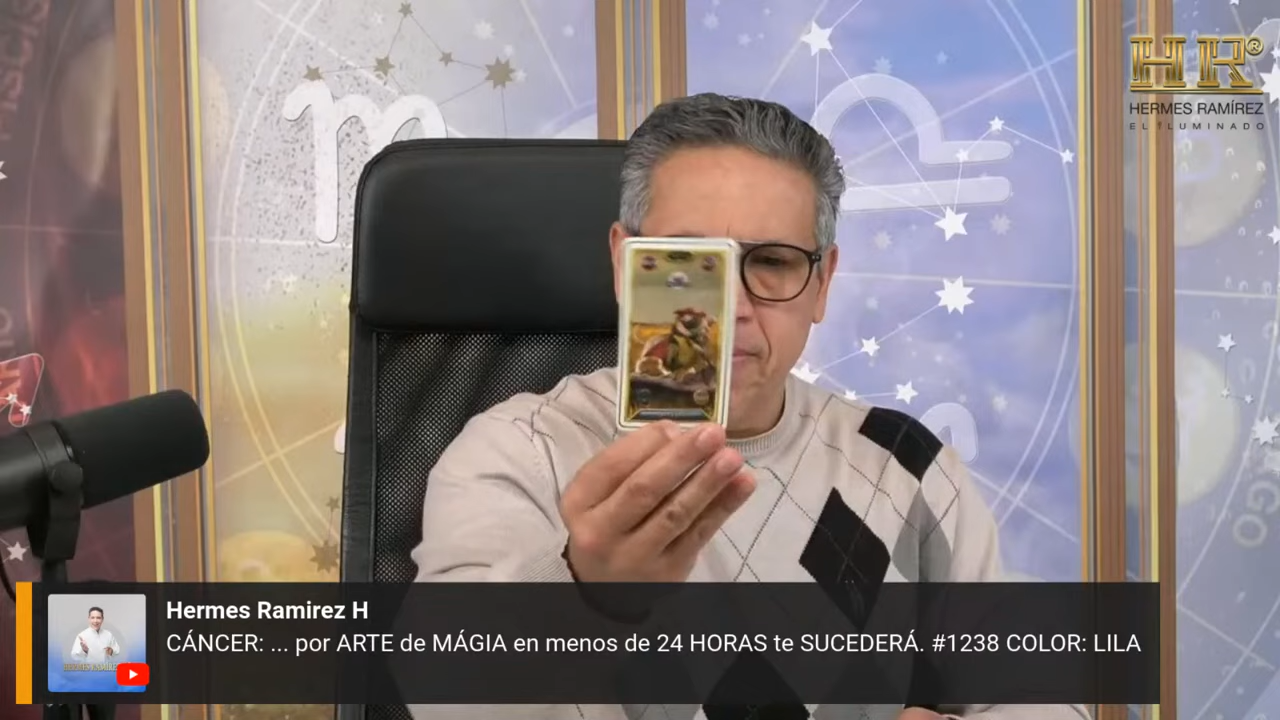 HR®
HERMES RAMÍREZ
EL ILUMINADO
Hermes Ramirez H
CÁNCER: ... por ARTE de MÁGIA en menos de 24 HORAS te SUCEDERÁ. #1238 COLOR: LILA